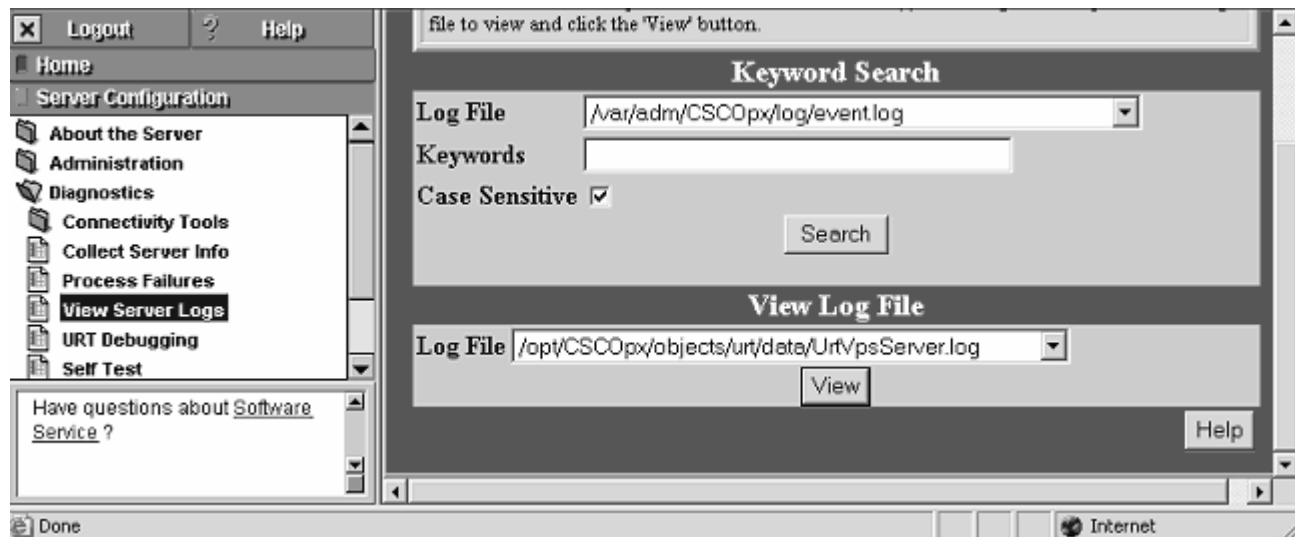 Logout ? Help
Home
Server Configuration
About the Server
Administration
Diagnostics
Connectivity Tools
Collect Server Info
Process Failures
View Server Logs
URT Debugging
Self Test
Have questions about Software
Service ?
file to view and click the 'View' button.
Keyword Search
Log File /var/adm/CSCOpx/log/event.log
Keywords
Case Sensitive
Search
View Log File
Log File /opt/CSCOpx/objects/urt/data/UrtVpsServer.log
View
Help
Done
Internet